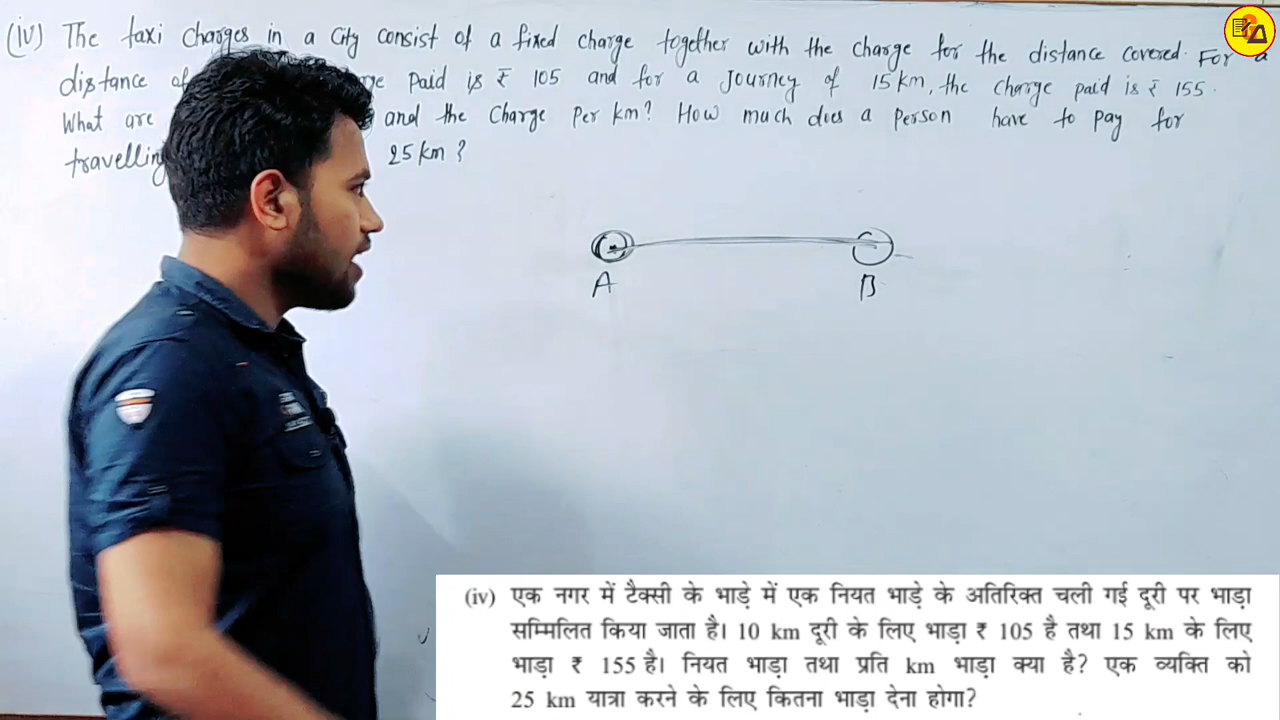 (iv) The taxi charges in a City consist of a fixed charge together with the charge for the distance covered. For a
distance of Paid is ₹ 105 and for a Journey of 15km, the charge paid is ₹ 155.
What are and the Charge Per km? How much does a person have to pay for
travelling 25km?
A B
(iv) एक नगर में टैक्सी के भाड़े में एक नियत भाड़े के अतिरिक्त चली गई दूरी पर भाड़ा
सम्मिलित किया जाता है। 10 km दूरी के लिए भाड़ा ₹ 105 है तथा 15 km के लिए
भाड़ा ₹ 155 है। नियत भाड़ा तथा प्रति km भाड़ा क्या है? एक व्यक्ति को
25 km यात्रा करने के लिए कितना भाड़ा देना होगा?